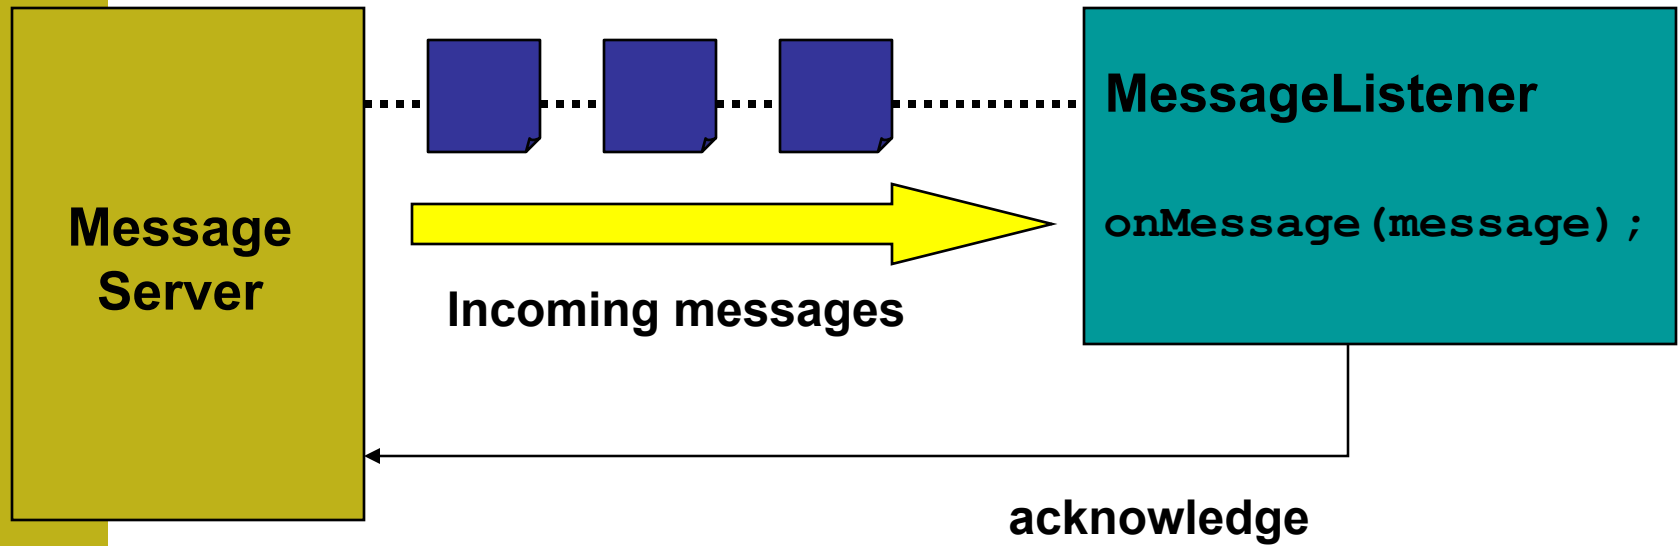 Message
Server
MessageListener
onMessage(message);
Incoming messages
acknowledge